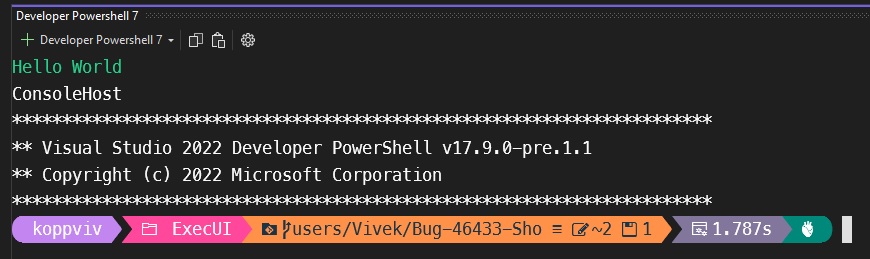 Developer Powershell 7
+ Developer Powershell 7
Hello World
ConsoleHost
**********************************************************************
** Visual Studio 2022 Developer PowerShell v17.9.0-pre.1.1
** Copyright (c) 2022 Microsoft Corporation
**********************************************************************
koppviv ExecUI users/Vivek/Bug-46433-Sho ≡ ~2 1 1.787s